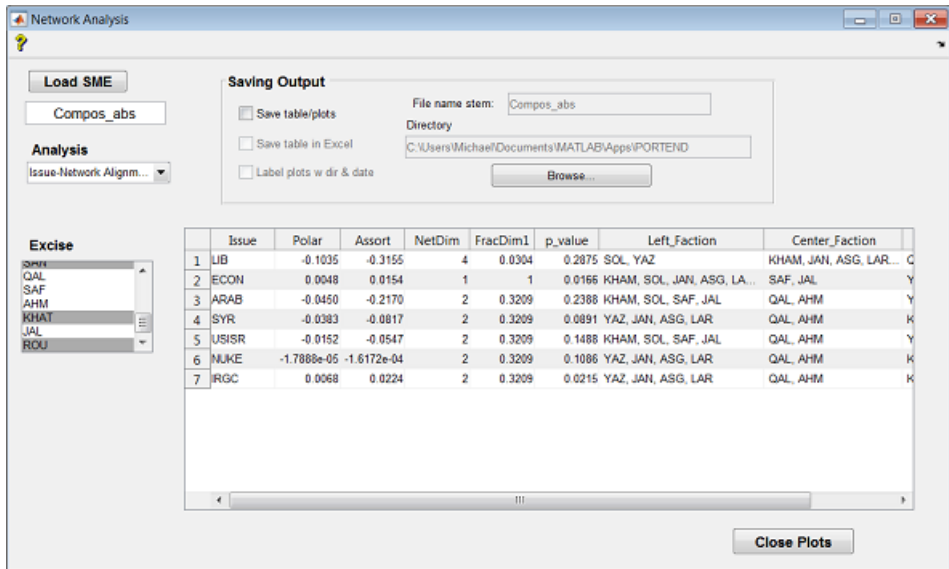 Network Analysis
Load SME
Compos_abs
Analysis
Issue-Network Alignm...
Saving Output
Save table/plots
File name stem: Compos_abs
Directory
Save table in Excel
C:\Users\Michael\Documents\MATLAB\Apps\PORTEND
Label plots w dir & date
Browse...
Excise
SAN
QAL
SAF
AHM
KHAT
JAL
ROU
Issue Polar Assort NetDim FracDim1 p_value Left_Faction Center_Faction
1 LIB -0.1035 -0.3155 4 0.0304 0.2875 SOL, YAZ KHAM, JAN, ASG, LAR...
2 ECON 0.0048 0.0154 1 1 0.0166 KHAM, SOL, JAN, ASG, LA... SAF, JAL
3 ARAB -0.0450 -0.2170 2 0.3209 0.2388 KHAM, SOL, SAF, JAL QAL, AHM
4 SYR -0.0383 -0.0817 2 0.3209 0.0891 YAZ, JAN, ASG, LAR QAL, AHM
5 USISR -0.0152 -0.0547 2 0.3209 0.1488 KHAM, SOL, SAF, JAL QAL, AHM
6 NUKE -1.7888e-05 -1.6172e-04 2 0.3209 0.1086 YAZ, JAN, ASG, LAR QAL, AHM
7 IRGC 0.0068 0.0224 2 0.3209 0.0215 YAZ, JAN, ASG, LAR QAL, AHM
Close Plots